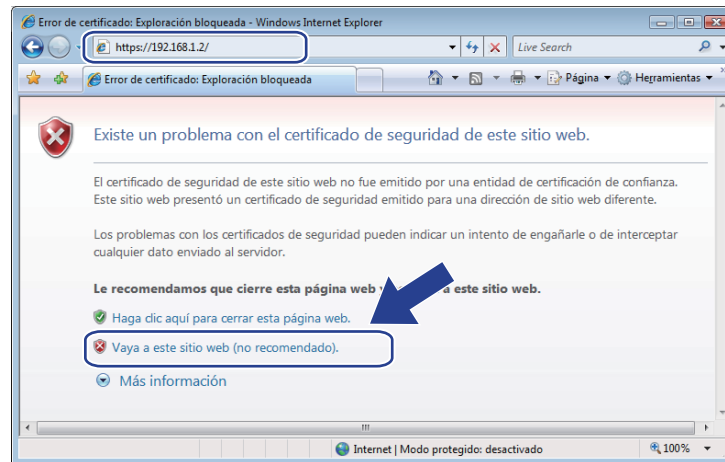 Error de certificado: Exploración bloqueada - Windows Internet Explorer
https://192.168.1.2/
Live Search
Error de certificado: Exploración bloqueada
Página
Herramientas
Existe un problema con el certificado de seguridad de este sitio web.
El certificado de seguridad de este sitio web no fue emitido por una entidad de certificación de confianza.
Este sitio web presentó un certificado de seguridad emitido para una dirección de sitio web diferente.
Los problemas con los certificados de seguridad pueden indicar un intento de engañarle o de interceptar
cualquier dato enviado al servidor.
Le recomendamos que cierre esta página web a este sitio web.
Haga clic aquí para cerrar esta página web.
Vaya a este sitio web (no recomendado).
Más información
Internet | Modo protegido: desactivado
100%